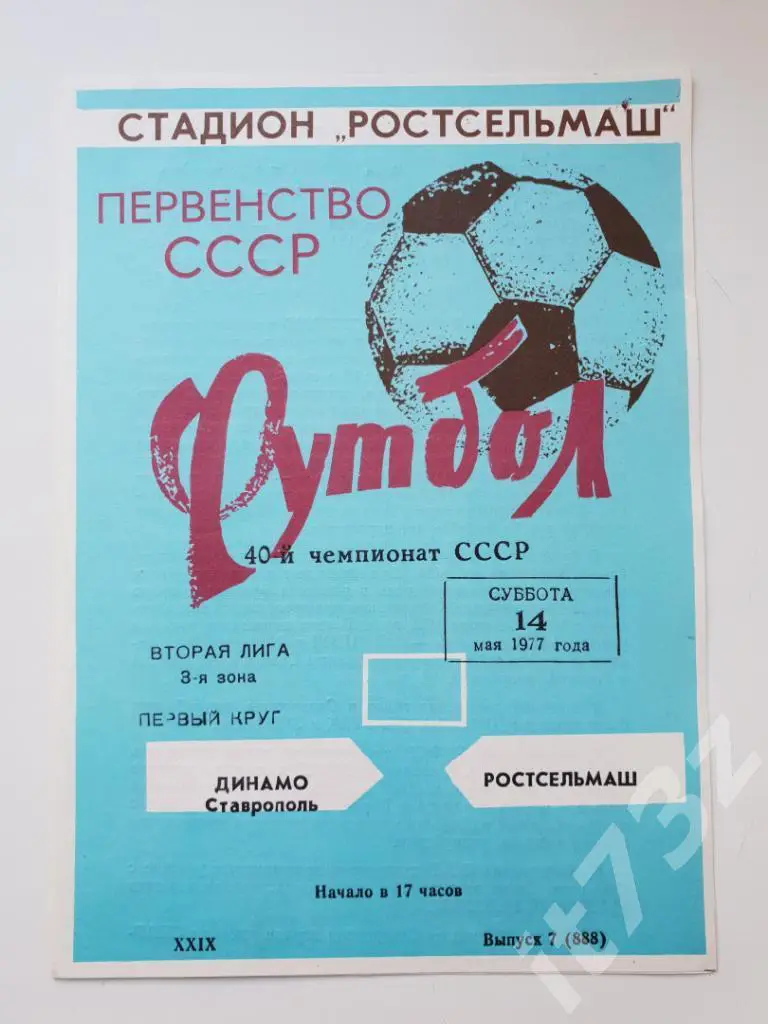 СТАДИОН „РОСТСЕЛЬМАШ“
ПЕРВЕНСТВО
СССР
Футбол
40-й чемпионат СССР
СУББОТА
14
мая 1977 года
ВТОРАЯ ЛИГА
3-я зона
ПЕРВЫЙ КРУГ
ДИНАМО
Ставрополь
РОСТСЕЛЬМАШ
Начало в 17 часов
XXIX
Выпуск 7 (888)
it73z